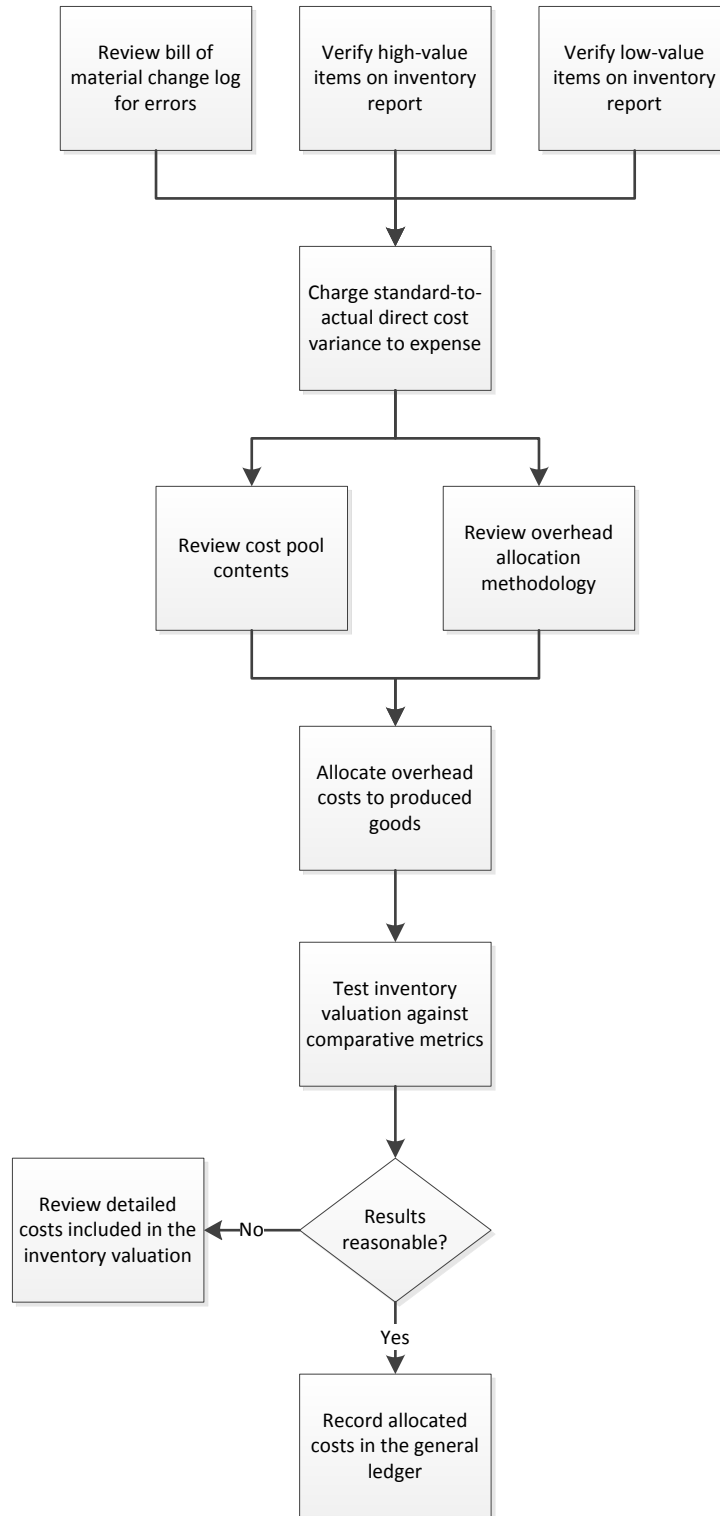 Review bill of
material change log
for errors
Verify high-value
items on inventory
report
Verify low-value
items on inventory
report
Charge standard-to-
actual direct cost
variance to expense
Review cost pool
contents
Review overhead
allocation
methodology
Allocate overhead
costs to produced
goods
Test inventory
valuation against
comparative metrics
Review detailed
costs included in the
inventory valuation
No
Results
reasonable?
Yes
Record allocated
costs in the general
ledger